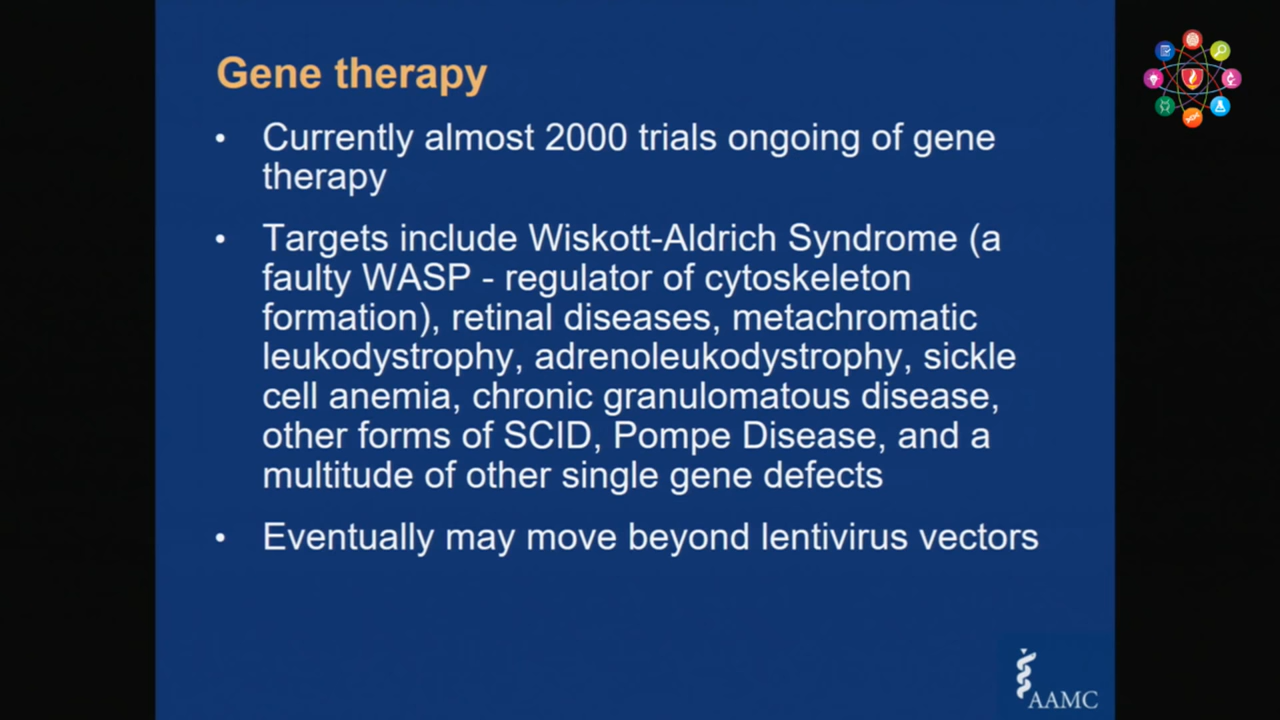 Gene therapy
• Currently almost 2000 trials ongoing of gene
therapy
• Targets include Wiskott-Aldrich Syndrome (a
faulty WASP - regulator of cytoskeleton
formation), retinal diseases, metachromatic
leukodystrophy, adrenoleukodystrophy, sickle
cell anemia, chronic granulomatous disease,
other forms of SCID, Pompe Disease, and a
multitude of other single gene defects
• Eventually may move beyond lentivirus vectors
AAMC